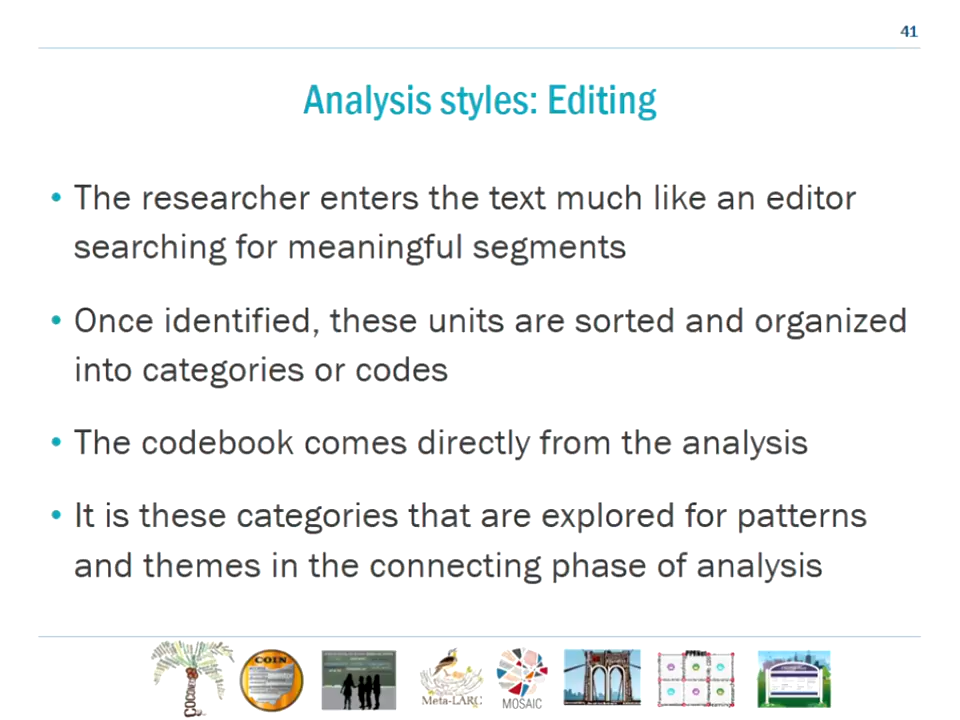 41
Analysis styles: Editing
• The researcher enters the text much like an editor
searching for meaningful segments
• Once identified, these units are sorted and organized
into categories or codes
• The codebook comes directly from the analysis
• It is these categories that are explored for patterns
and themes in the connecting phase of analysis
COIN
Meta-LARC
MOSAIC